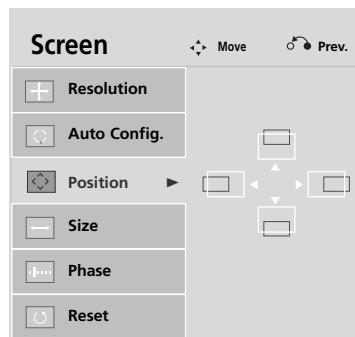 Screen Move Prev.
Resolution
Auto Config.
Position
Size
Phase
Reset